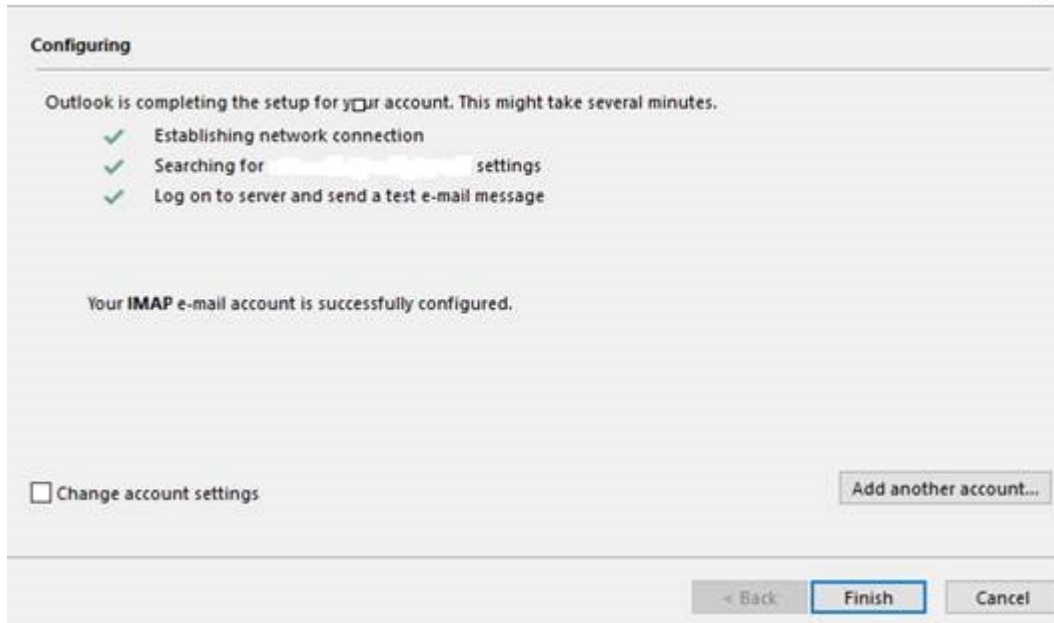 Configuring
Outlook is completing the setup for your account. This might take several minutes.
Establishing network connection
Searching for settings
Log on to server and send a test e-mail message
Your IMAP e-mail account is successfully configured.
Change account settings
Add another account...
< Back
Finish
Cancel